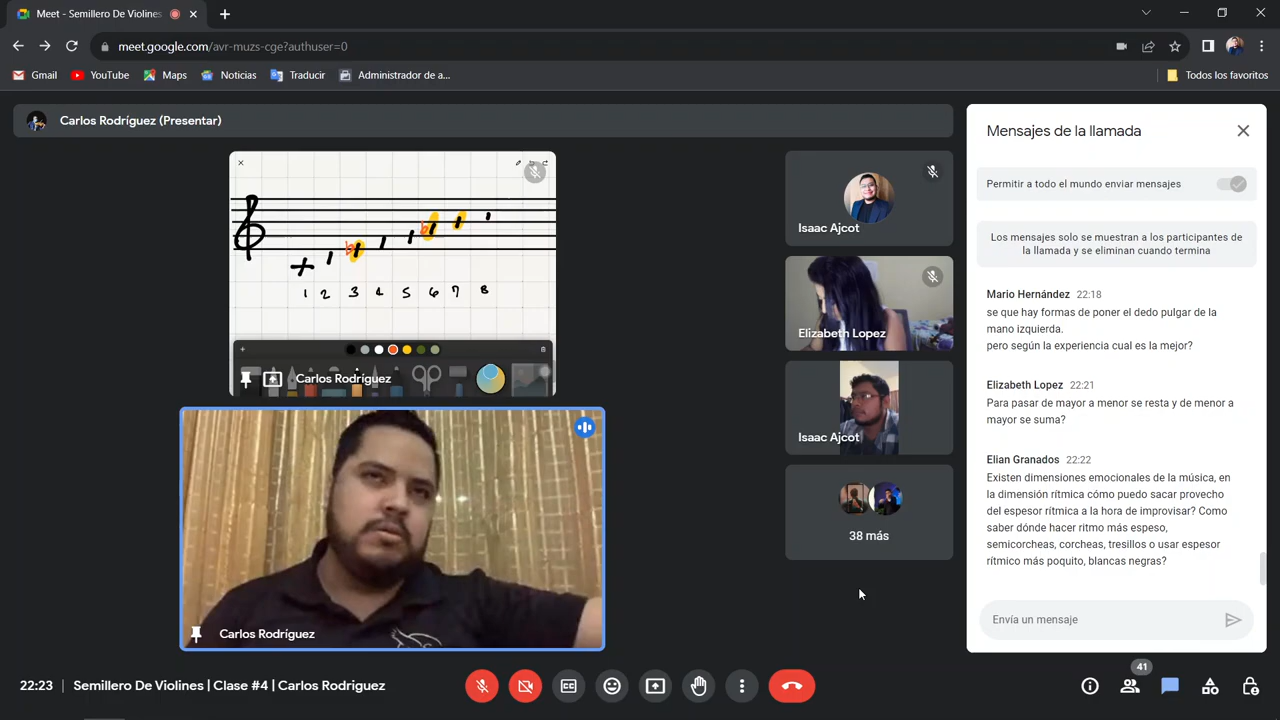 Meet - Semillero De Violines
meet.google.com/avr-muzs-cge?authuser=0
Gmail
YouTube
Maps
Noticias
Traducir
Administrador de a...
Todos los favoritos
Carlos Rodríguez (Presentar)
1 2 3 4 5 6 7 8
Carlos Rodríguez
Carlos Rodríguez
Isaac Ajcot
Elizabeth Lopez
Isaac Ajcot
38 más
Mensajes de la llamada
Permitir a todo el mundo enviar mensajes
Los mensajes solo se muestran a los participantes de
la llamada y se eliminan cuando termina
Mario Hernández 22:18
se que hay formas de poner el dedo pulgar de la
mano izquierda.
pero según la experiencia cual es la mejor?
Elizabeth Lopez 22:21
Para pasar de mayor a menor se resta y de menor a
mayor se suma?
Elian Granados 22:22
Existen dimensiones emocionales de la música, en
la dimensión rítmica cómo puedo sacar provecho
del espesor rítmica a la hora de improvisar? Como
saber dónde hacer ritmo más espeso,
semicorcheas, corcheas, tresillos o usar espesor
rítmico más poquito, blancas negras?
Envía un mensaje
22:23 | Semillero De Violines | Clase #4 | Carlos Rodriguez
41